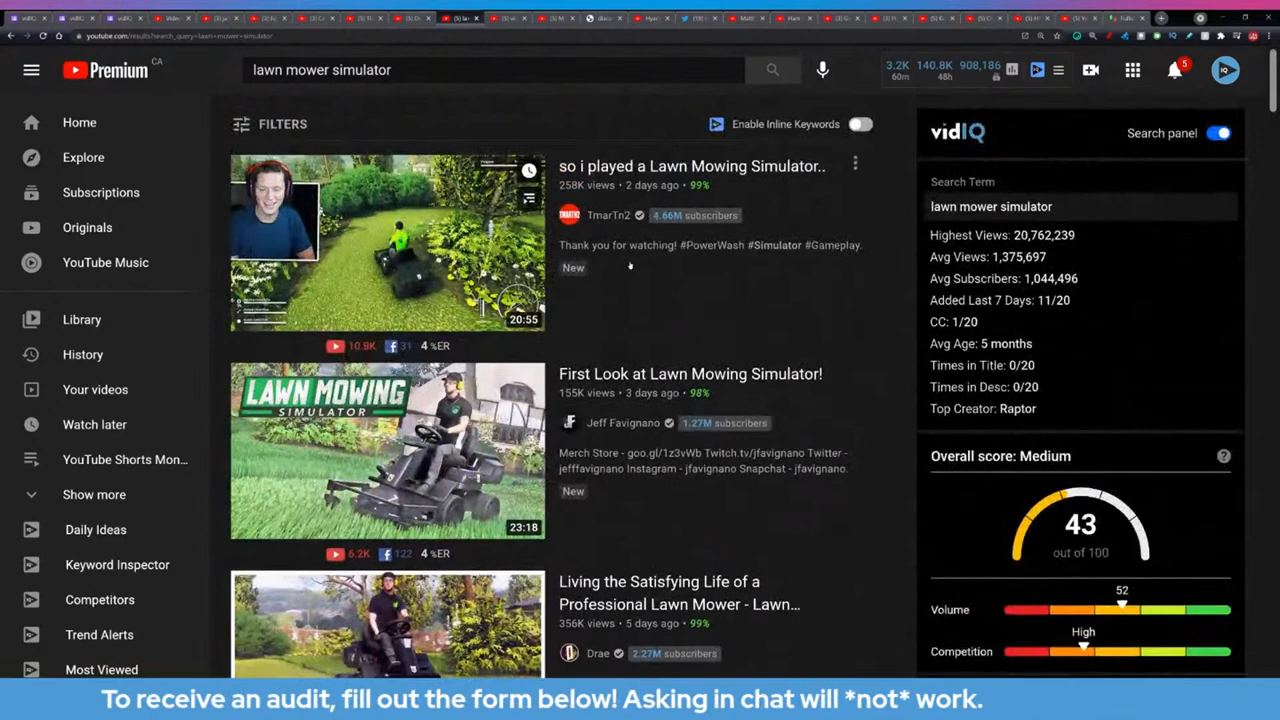 youtube.com/results?search_query=lawn+mower+simulator
Premium CA
lawn mower simulator
3.2K 140.8K 908,186
60m 48h
5
Home
Explore
Subscriptions
Originals
YouTube Music
Library
History
Your videos
Watch later
YouTube Shorts Mon...
Show more
Daily Ideas
Keyword Inspector
Competitors
Trend Alerts
Most Viewed
FILTERS
Enable Inline Keywords
20:55
so i played a Lawn Mowing Simulator..
258K views • 2 days ago • 99%
TMARTN2 TmarTn2 4.66M subscribers
Thank you for watching! #PowerWash #Simulator #Gameplay.
New
10.8K 31 4 %ER
LAWN MOWING
SIMULATOR
23:18
First Look at Lawn Mowing Simulator!
155K views • 3 days ago • 98%
Jeff Favignano 1.27M subscribers
Merch Store - goo.gl/1z3vWb Twitch.tv/jfavignano Twitter -
jefffavignano Instagram - jfavignano Snapchat - jfavignano.
New
6.2K 122 4 %ER
Living the Satisfying Life of a
Professional Lawn Mower - Lawn...
356K views • 5 days ago • 99%
Drae 2.27M subscribers
vidIQ Search panel
Search Term
lawn mower simulator
Highest Views: 20,762,239
Avg Views: 1,375,697
Avg Subscribers: 1,044,496
Added Last 7 Days: 11/20
CC: 1/20
Avg Age: 5 months
Times in Title: 0/20
Times in Desc: 0/20
Top Creator: Raptor
Overall score: Medium
43
out of 100
52
Volume
High
Competition
To receive an audit, fill out the form below! Asking in chat will *not* work.